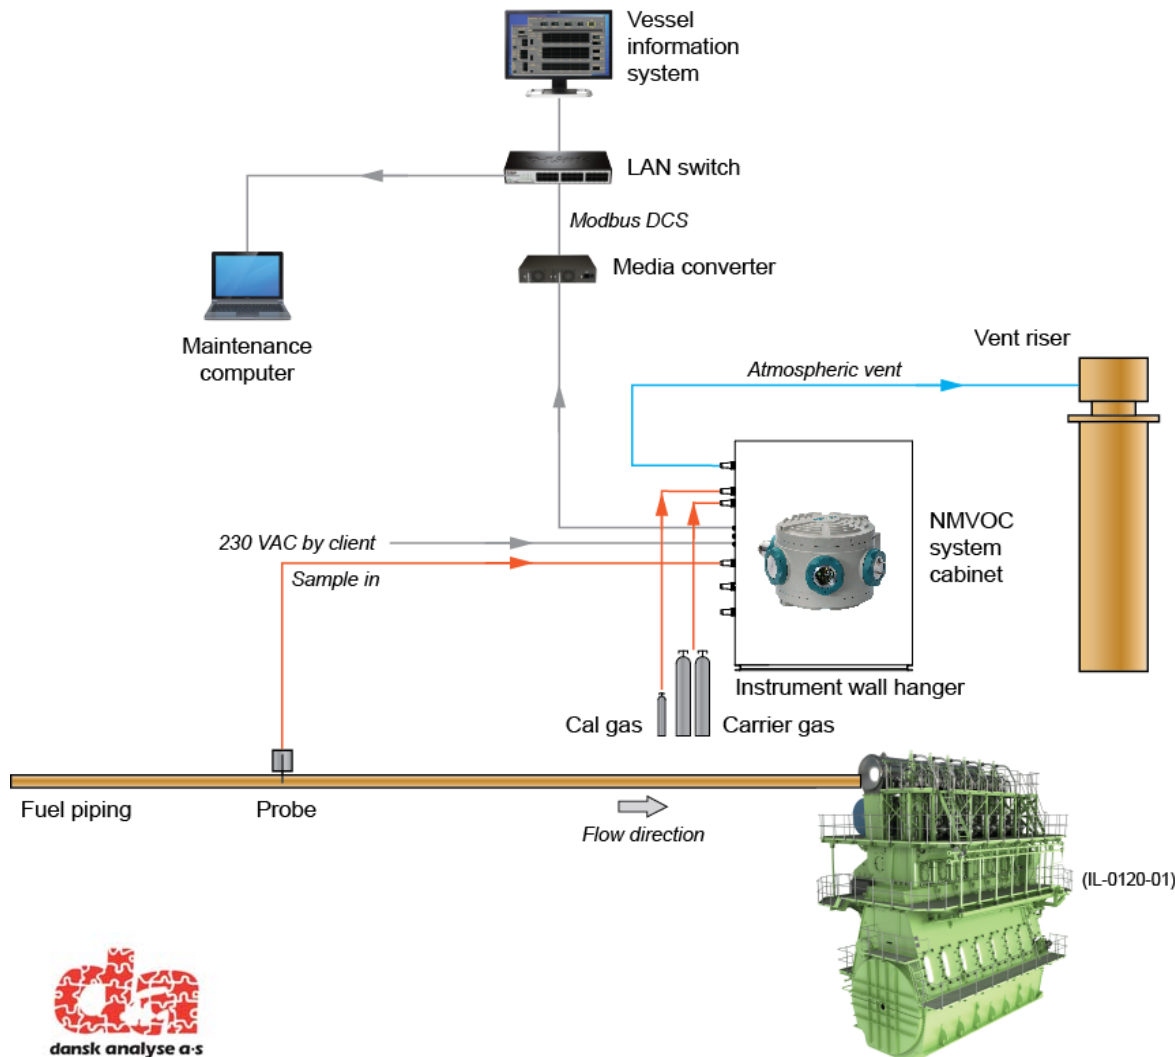 Vessel
information
system
LAN switch
Modbus DCS
Media converter
Maintenance
computer
Vent riser
Atmospheric vent
230 VAC by client
Sample in
NMVOC
system
cabinet
Instrument wall hanger
Cal gas
Carrier gas
Fuel piping
Probe
Flow direction
(IL-0120-01)
da
dansk analyse a·s